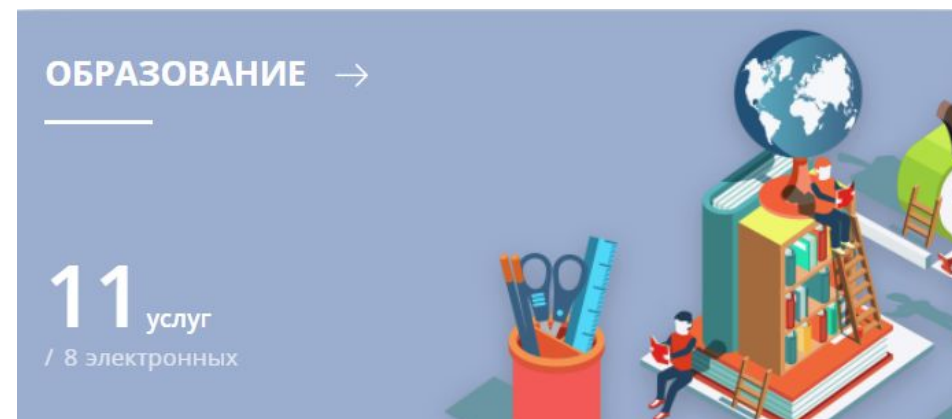 ОБРАЗОВАНИЕ →
11 услуг
/ 8 электронных